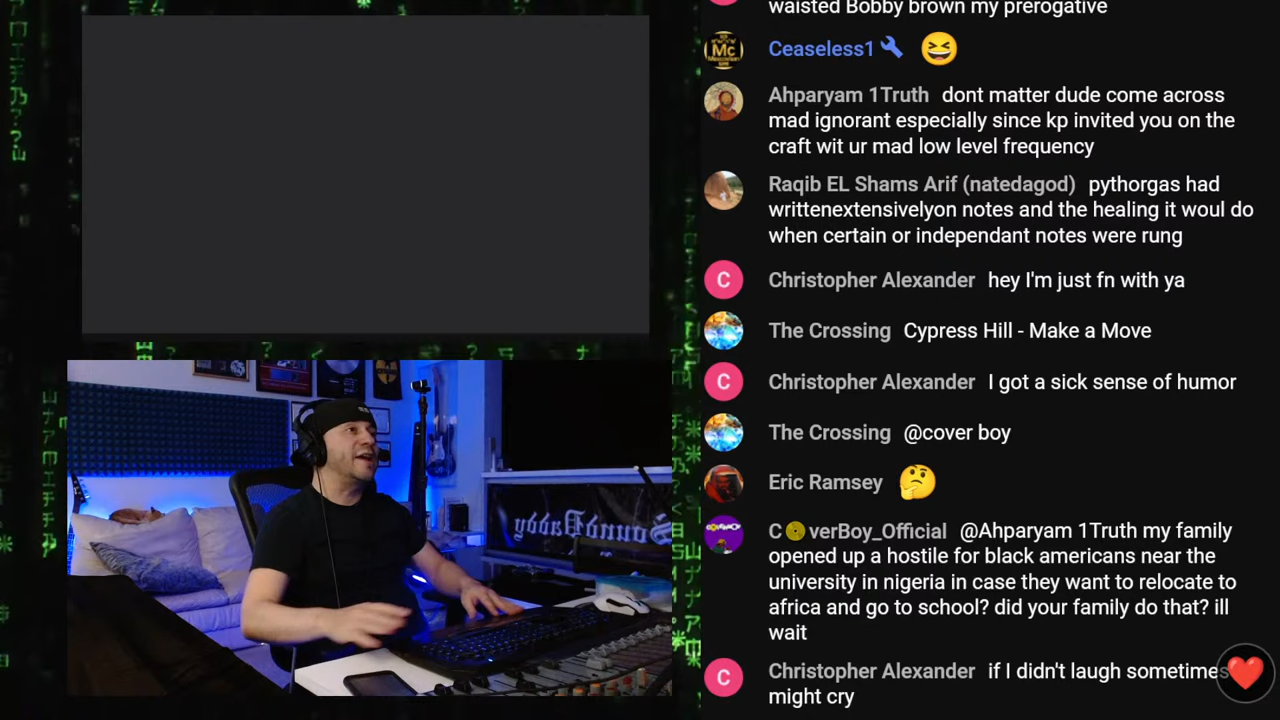 waisted Bobby brown my prerogative
Ceaseless1
Ahparyam 1Truth dont matter dude come across
mad ignorant especially since kp invited you on the
craft wit ur mad low level frequency
Raqib EL Shams Arif (natedagod) pythorgas had
writtenextensivelyon notes and the healing it woul do
when certain or independant notes were rung
Christopher Alexander hey I'm just fn with ya
The Crossing Cypress Hill - Make a Move
Christopher Alexander I got a sick sense of humor
The Crossing @cover boy
Eric Ramsey
C verBoy_Official @Ahparyam 1Truth my family
opened up a hostile for black americans near the
university in nigeria in case they want to relocate to
africa and go to school? did your family do that? ill
wait
Christopher Alexander if I didn't laugh sometimes
might cry
SoundDaddy